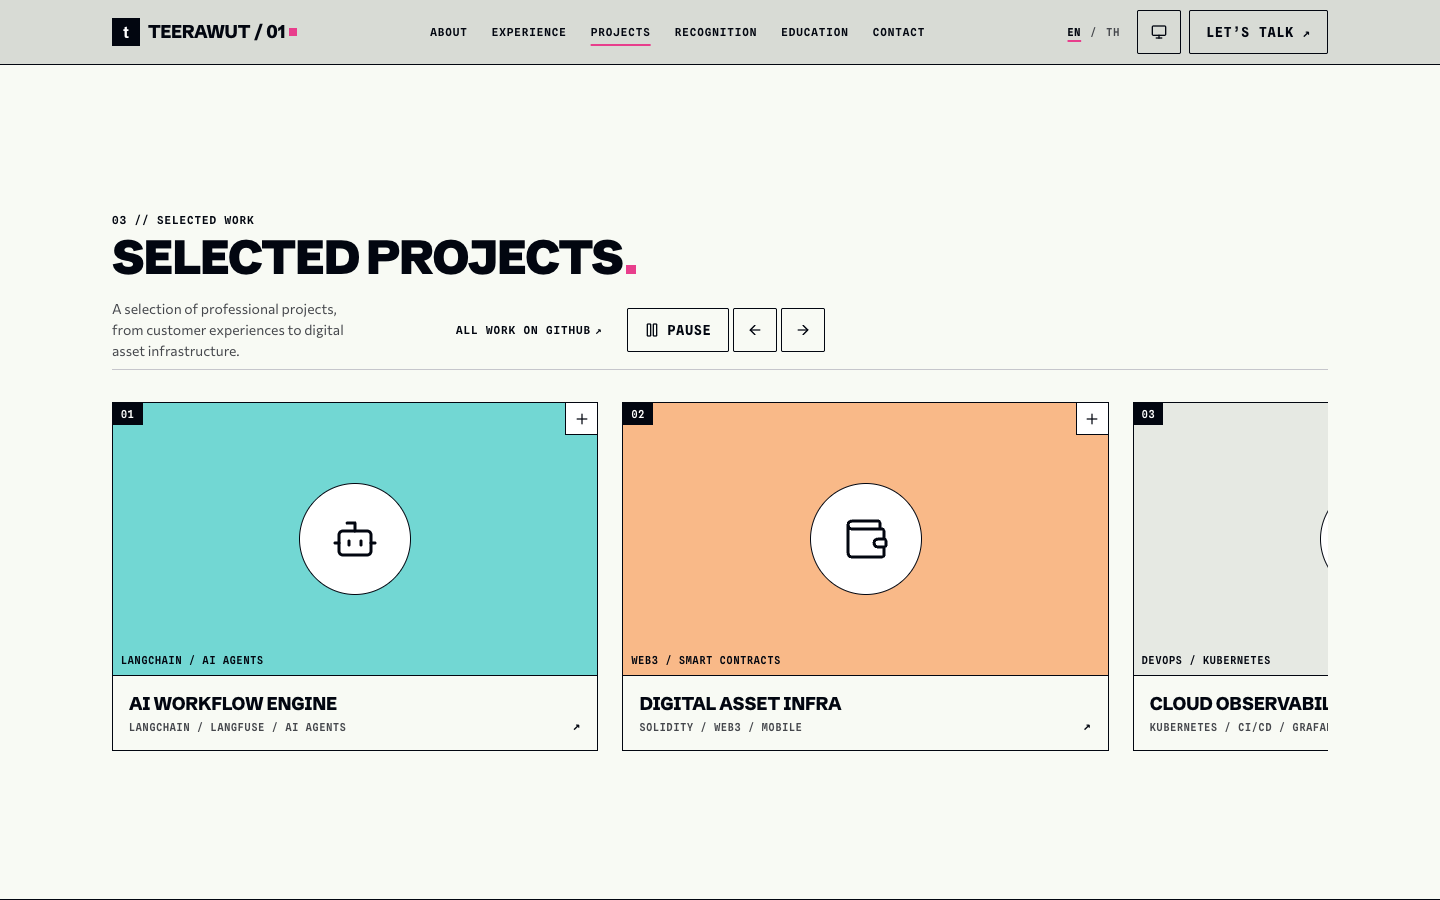 t TEERAWUT / 01
ABOUT EXPERIENCE PROJECTS RECOGNITION EDUCATION CONTACT
EN / TH
LET’S TALK ↗
03 // SELECTED WORK
SELECTED PROJECTS.
A selection of professional projects,
from customer experiences to digital
asset infrastructure.
ALL WORK ON GITHUB ↗
PAUSE
01
LANGCHAIN / AI AGENTS
AI WORKFLOW ENGINE
LANGCHAIN / LANGFUSE / AI AGENTS ↗
02
WEB3 / SMART CONTRACTS
DIGITAL ASSET INFRA
SOLIDITY / WEB3 / MOBILE ↗
03
DEVOPS / KUBERNETES
CLOUD
KUBERNETES / CI/CD /